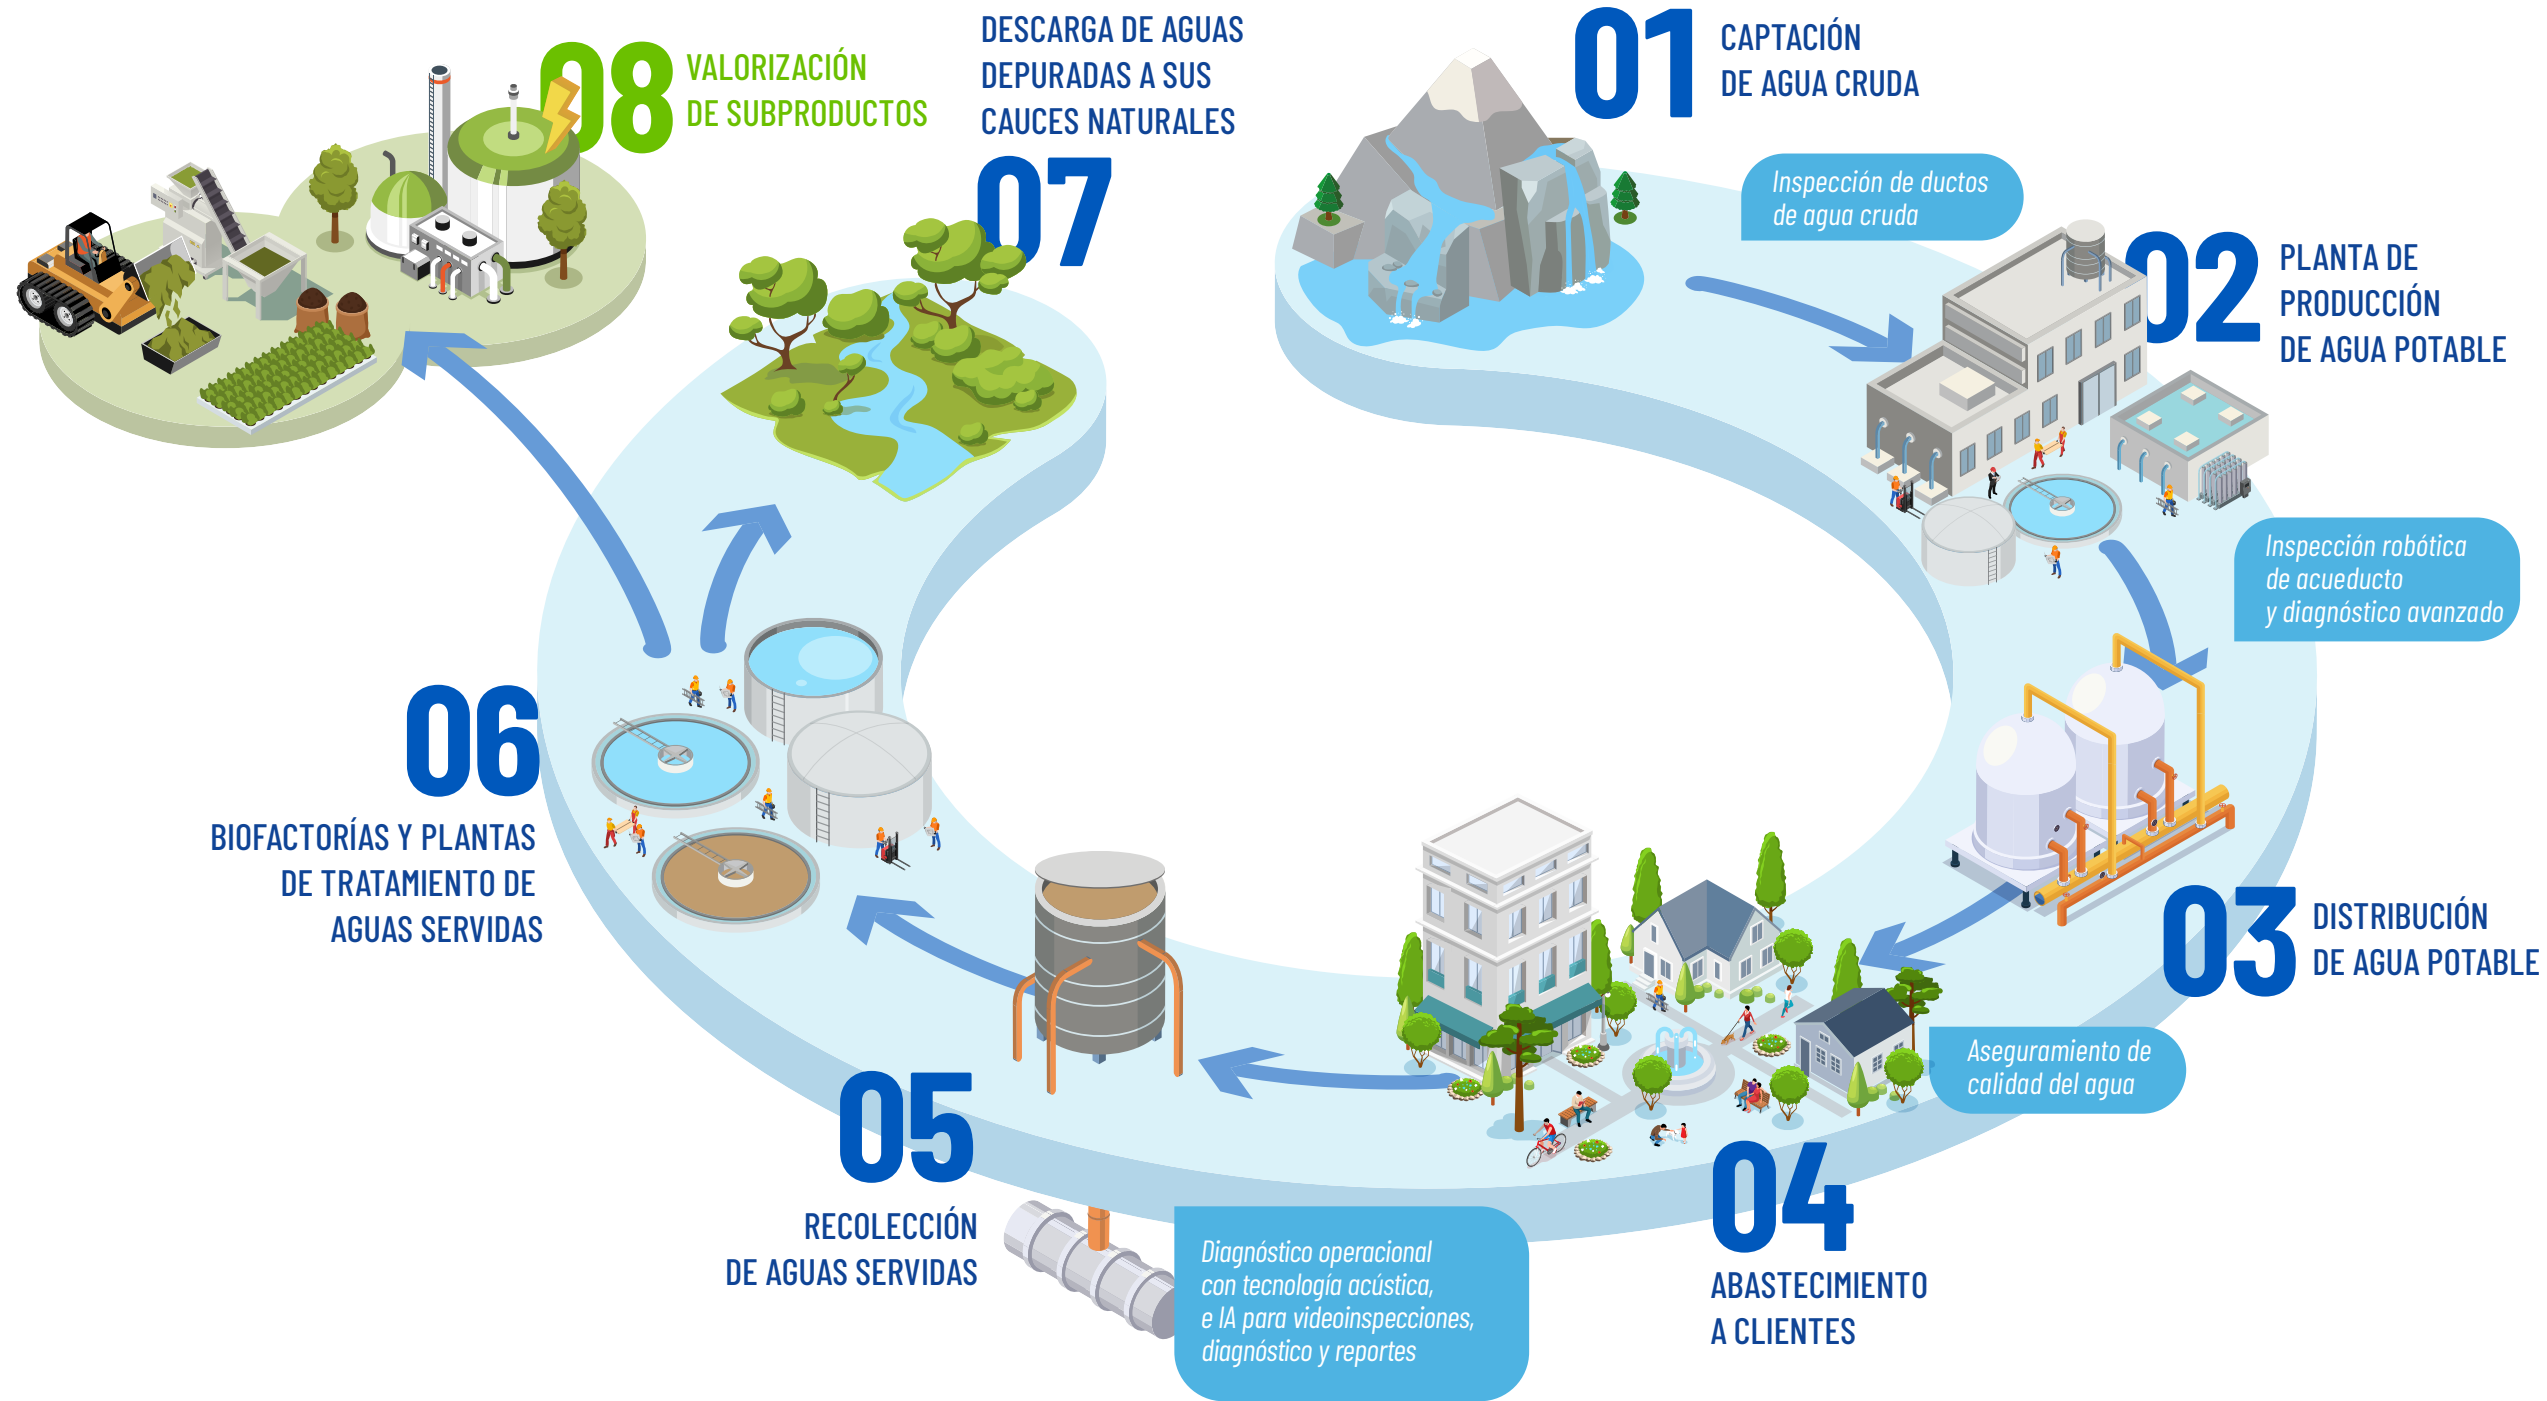 01
CAPTACIÓN
DE AGUA CRUDA
Inspección de ductos
de agua cruda
02
PLANTA DE
PRODUCCIÓN
DE AGUA POTABLE
Inspección robótica
de acueducto
y diagnóstico avanzado
03
DISTRIBUCIÓN
DE AGUA POTABLE
Aseguramiento de
calidad del agua
04
ABASTECIMIENTO
A CLIENTES
Diagnóstico operacional
con tecnología acústica,
e IA para videoinspecciones,
diagnóstico y reportes
05
RECOLECCIÓN
DE AGUAS SERVIDAS
06
BIOFACTORÍAS Y PLANTAS
DE TRATAMIENTO DE
AGUAS SERVIDAS
DESCARGA DE AGUAS
DEPURADAS A SUS
CAUCES NATURALES
07
08
VALORIZACIÓN
DE SUBPRODUCTOS